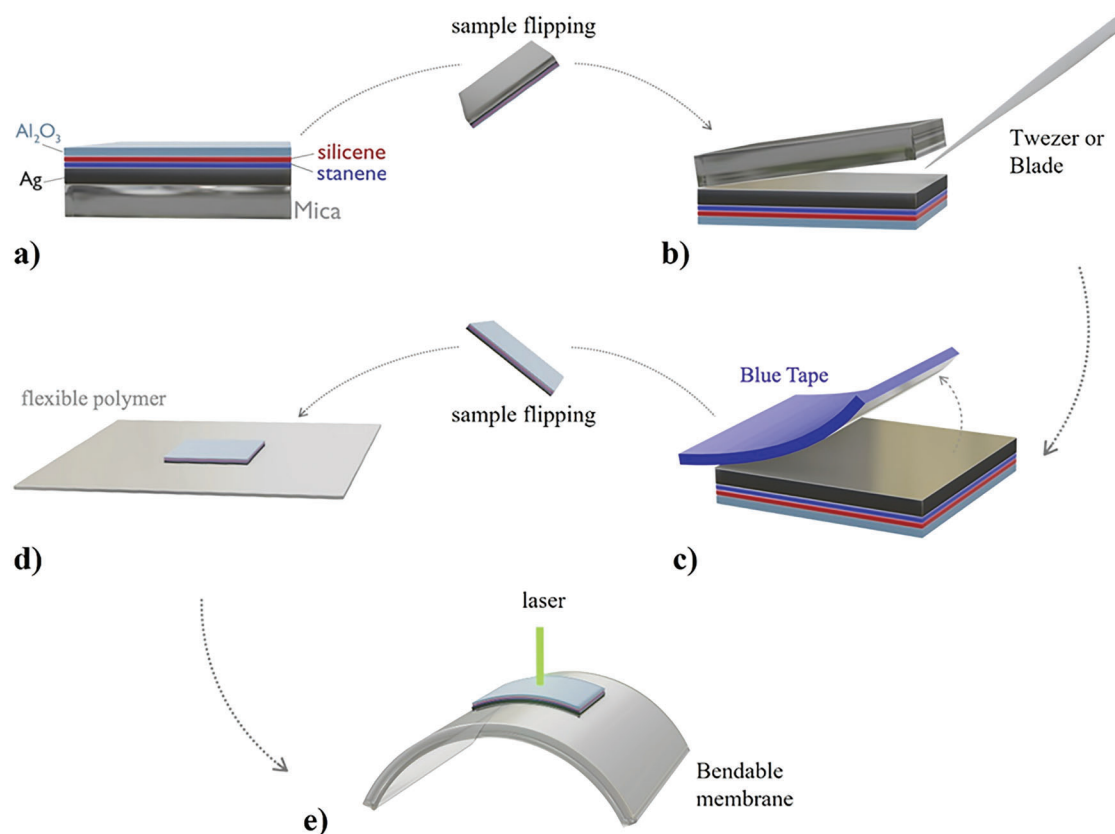 sample flipping
Al₂O₃
silicene
stanene
Ag
Mica
a)
Twezer or
Blade
b)
flexible polymer
sample flipping
Blue Tape
d)
c)
laser
Bendable
membrane
e)